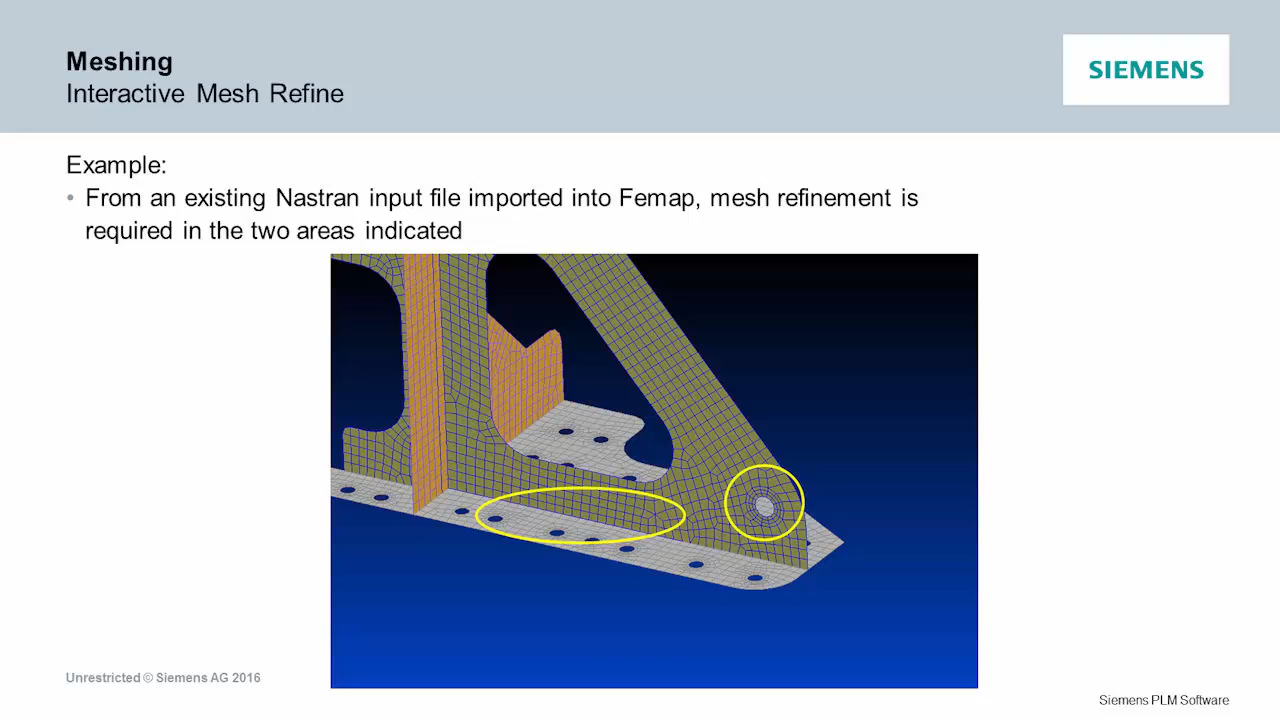 Meshing
Interactive Mesh Refine
SIEMENS
Example:
• From an existing Nastran input file imported into Femap, mesh refinement is
required in the two areas indicated
Unrestricted © Siemens AG 2016
Siemens PLM Software